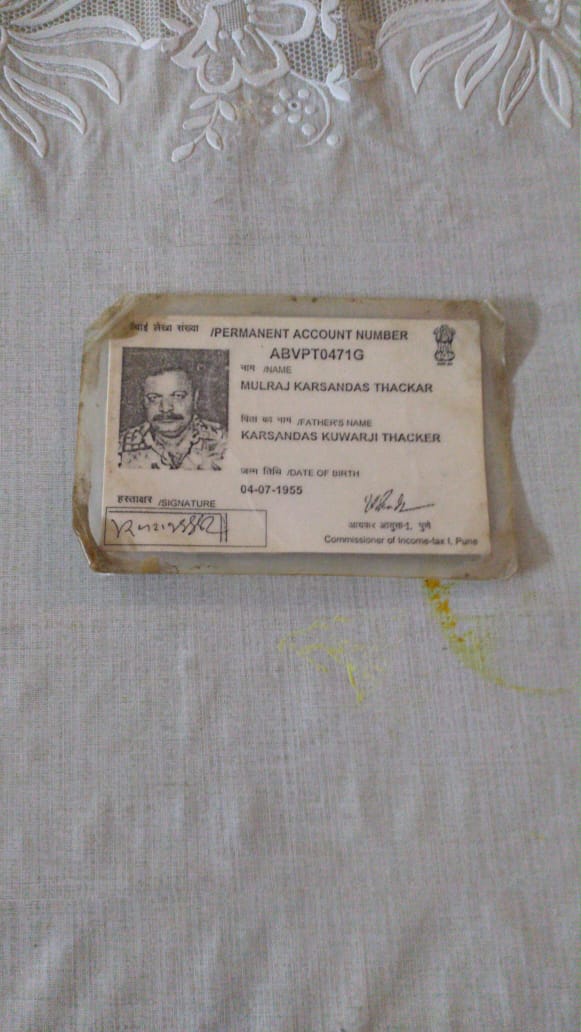 स्थाई लेखा संख्या /PERMANENT ACCOUNT NUMBER
ABVPT0471G
नाम /NAME
MULRAJ KARSANDAS THACKAR
पिता का नाम /FATHER'S NAME
KARSANDAS KUWARJI THACKER
जन्म तिथि /DATE OF BIRTH
04-07-1955
हस्ताक्षर /SIGNATURE
आयकर आयुक्त-I, पुणे
Commissioner of Income-tax I, Pune